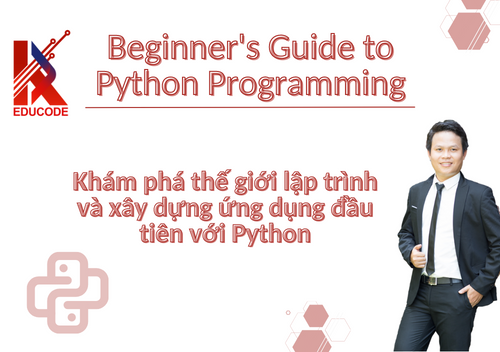 EDUCODE
Beginner's Guide to
Python Programming
Khám phá thế giới lập trình
và xây dựng ứng dụng đầu
tiên với Python